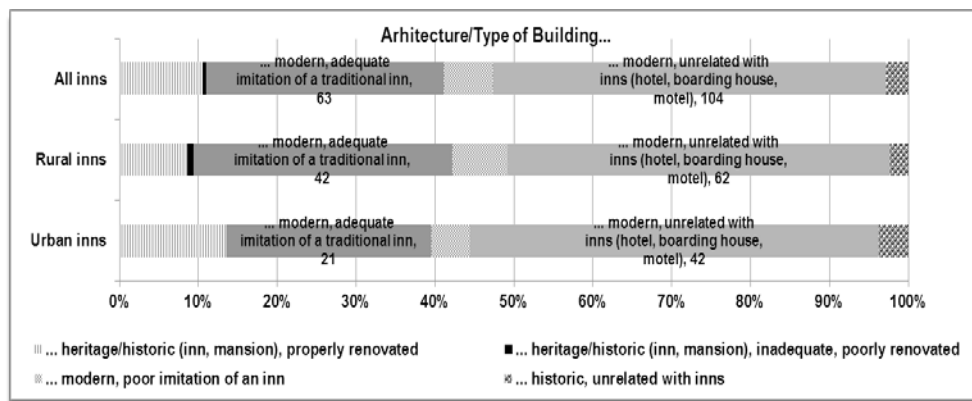 Arhitecture/Type of Building...
All inns
... modern, adequate
imitation of a traditional inn,
63
... modern, unrelated with
inns (hotel, boarding house,
motel), 104
Rural inns
... modern, adequate
imitation of a traditional inn,
42
... modern, unrelated with
inns (hotel, boarding house,
motel), 62
Urban inns
... modern, adequate
imitation of a traditional inn,
21
... modern, unrelated with
inns (hotel, boarding house,
motel), 42
0% 10% 20% 30% 40% 50% 60% 70% 80% 90% 100%
... heritage/historic (inn, mansion), properly renovated
... heritage/historic (inn, mansion), inadequate, poorly renovated
... modern, poor imitation of an inn
... historic, unrelated with inns